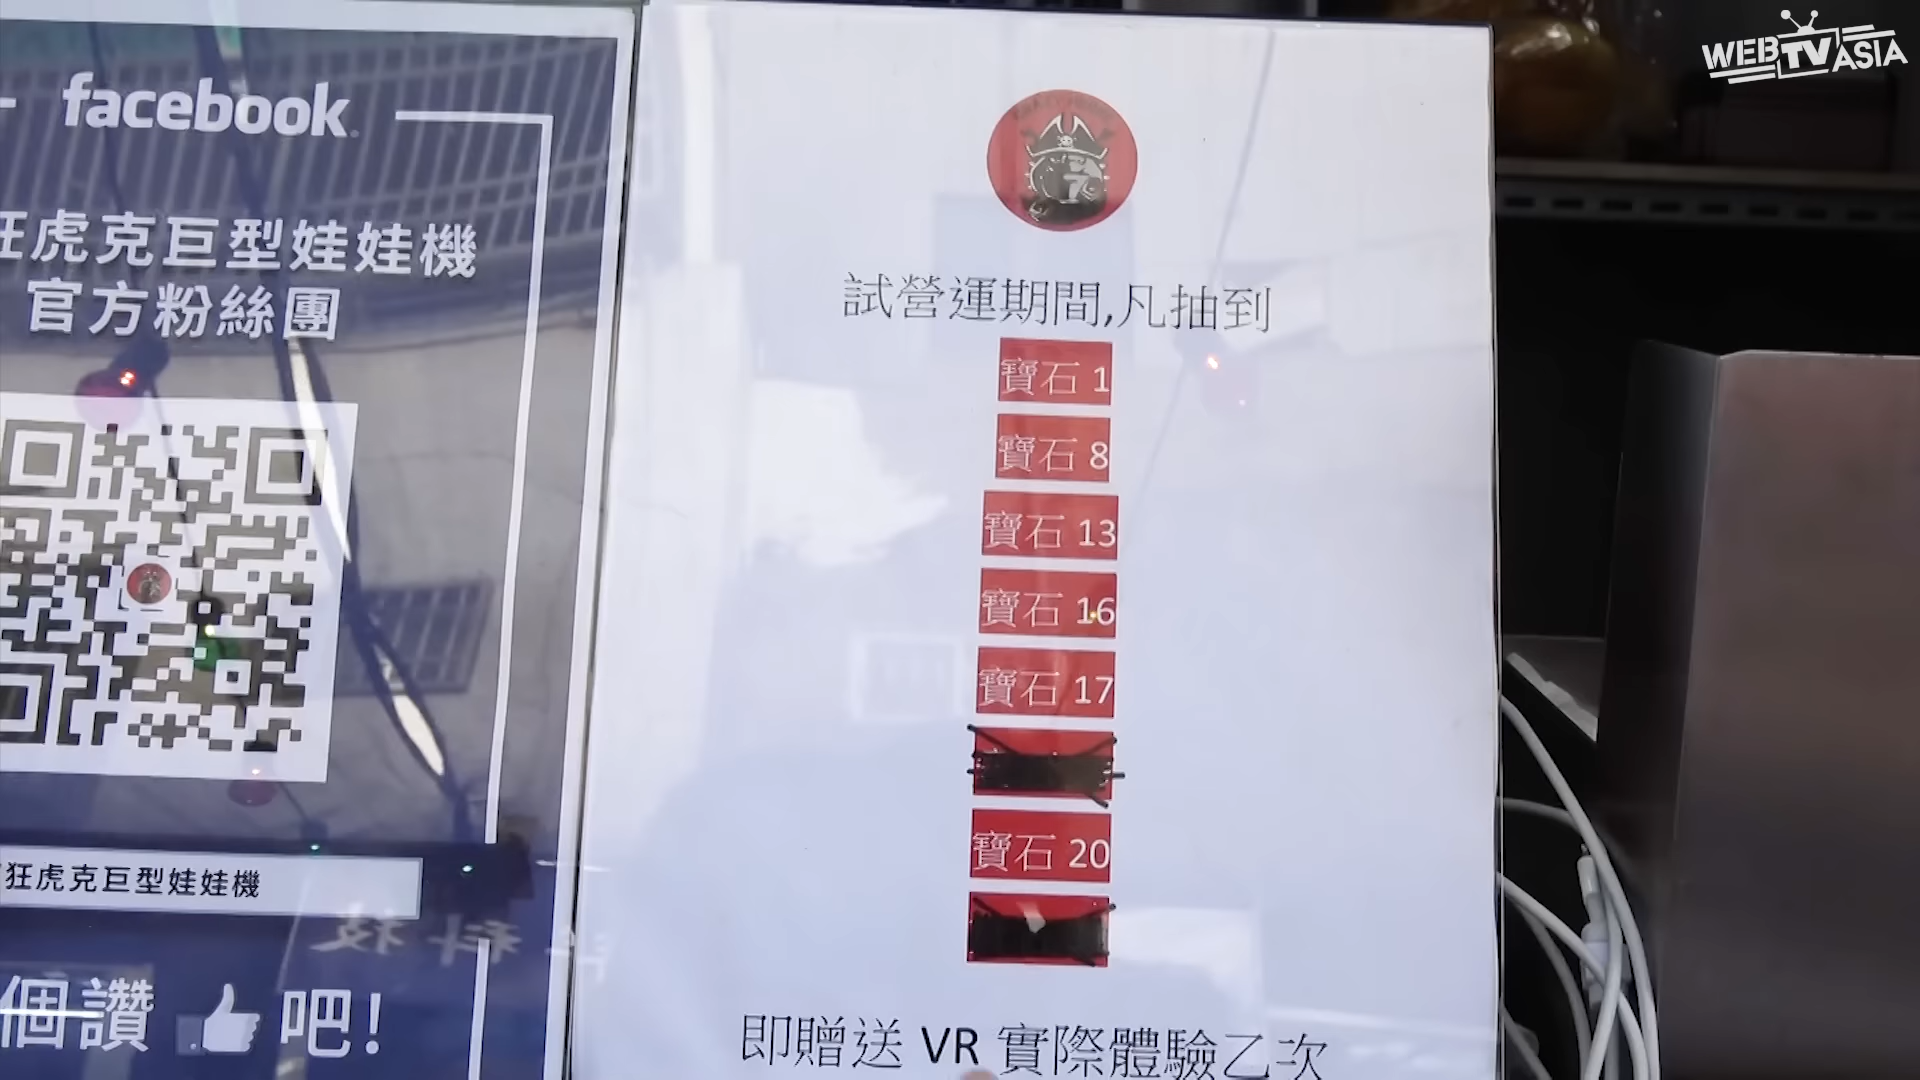 facebook
狂虎克巨型娃娃機
官方粉絲團
狂虎克巨型娃娃機
個讚
吧!
試營運期間,凡抽到
寶石 1
寶石 8
寶石 13
寶石 16
寶石 17
寶石 20
即贈送 VR 實際體驗乙次
WEBTVASIA